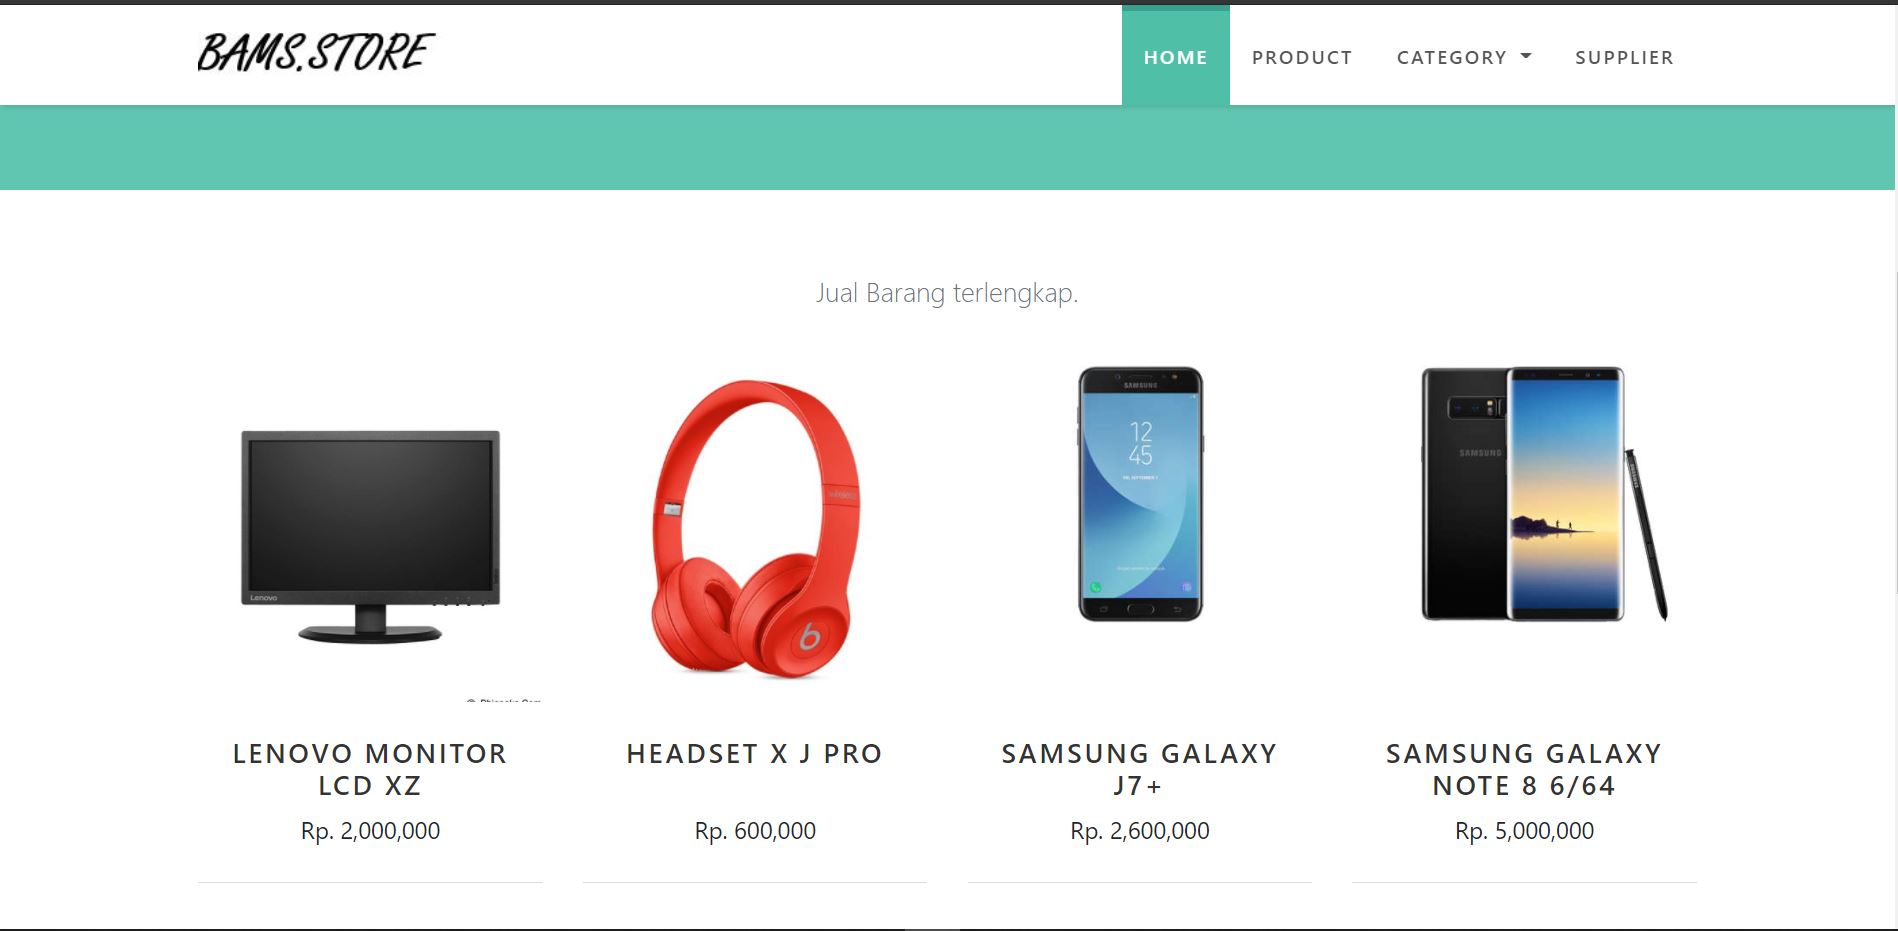 BAMS.STORE
HOME PRODUCT CATEGORY SUPPLIER
Jual Barang terlengkap.
SAMSUNG
12
45
SAMSUNG
Lenovo
wireless
b
LENOVO MONITOR
LCD XZ
Rp. 2,000,000
HEADSET X J PRO
Rp. 600,000
SAMSUNG GALAXY
J7+
Rp. 2,600,000
SAMSUNG GALAXY
NOTE 8 6/64
Rp. 5,000,000